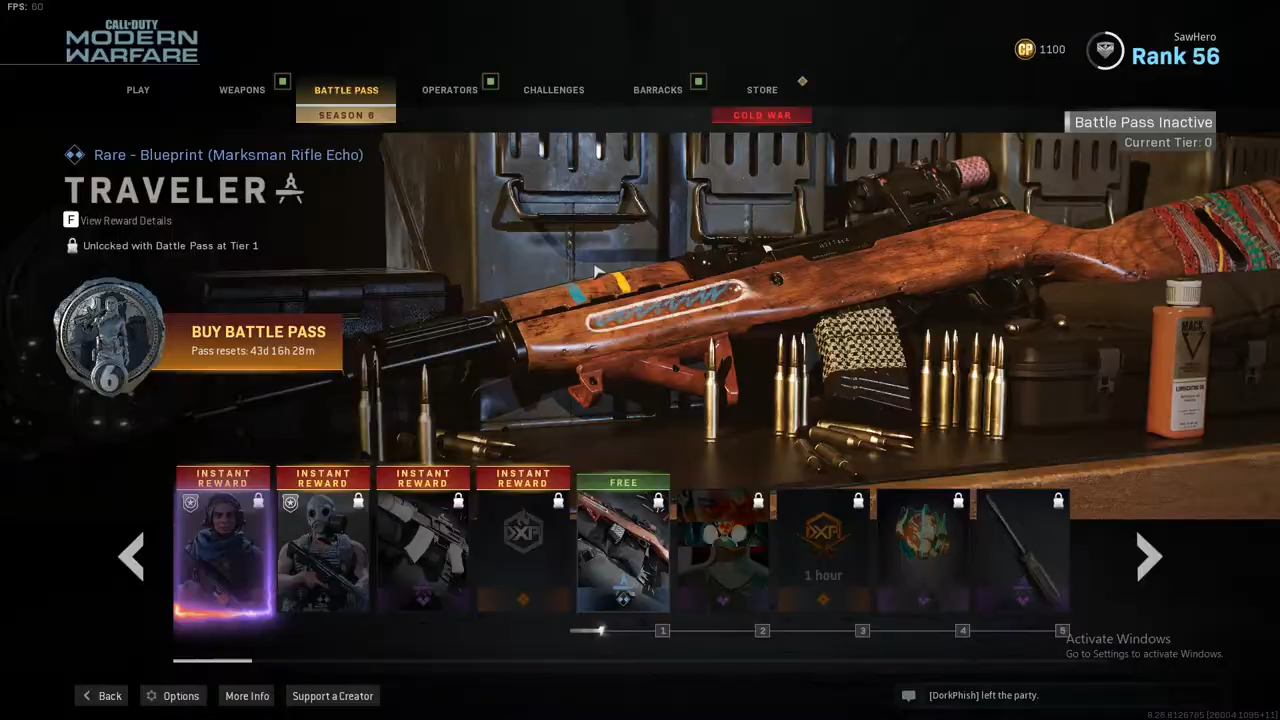 FPS: 60
CALL·DUTY
MODERN
WARFARE
CP 1100
SawHero
Rank 56
PLAY
WEAPONS
BATTLE PASS
OPERATORS
CHALLENGES
BARRACKS
STORE
SEASON 6
COLD WAR
Battle Pass Inactive
Current Tier: 0
Rare - Blueprint (Marksman Rifle Echo)
TRAVELER
F View Reward Details
Unlocked with Battle Pass at Tier 1
BUY BATTLE PASS
Pass resets: 43d 16h 28m
6
MACK
INSTANT
REWARD
INSTANT
REWARD
INSTANT
REWARD
INSTANT
REWARD
FREE
1 hour
1
2
3
4
5
Activate Windows
Go to Settings to activate Windows.
Back
Options
More Info
Support a Creator
[DorkPhish] left the party.